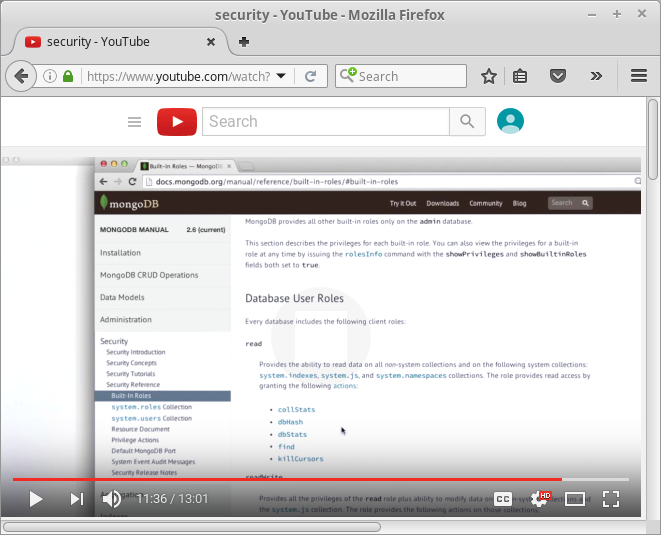 security - YouTube - Mozilla Firefox
security - YouTube
https://www.youtube.com/watch?
Search
Search
Built-In Roles — MongoDB
docs.mongodb.org/manual/reference/built-in-roles/#built-in-roles
mongoDB
Try it Out Downloads Community Blog
Search
MONGODB MANUAL 2.6 (current)
Installation
MongoDB CRUD Operations
Data Models
Administration
Security
Security Introduction
Security Concepts
Security Tutorials
Security Reference
Built-In Roles
system.roles Collection
system.users Collection
Resource Document
Privilege Actions
Default MongoDB Port
System Event Audit Messages
Security Release Notes
MongoDB provides all other built-in roles only on the admin database.
This section describes the privileges for each built-in role. You can also view the privileges for a built-in
role at any time by issuing the rolesInfo command with the showPrivileges and showBuiltinRoles
fields both set to true.
Database User Roles
Every database includes the following client roles:
read
Provides the ability to read data on all non-system collections and on the following system collections:
system.indexes, system.js, and system.namespaces collections. The role provides read access by
granting the following actions:
• collStats
• dbHash
• dbStats
• find
• killCursors
readWrite
Provides all the privileges of the read role plus ability to modify data on all non-system collections and
the system.js collection. The role provides the following actions on those collections:
11:36 / 13:01
CC
HD